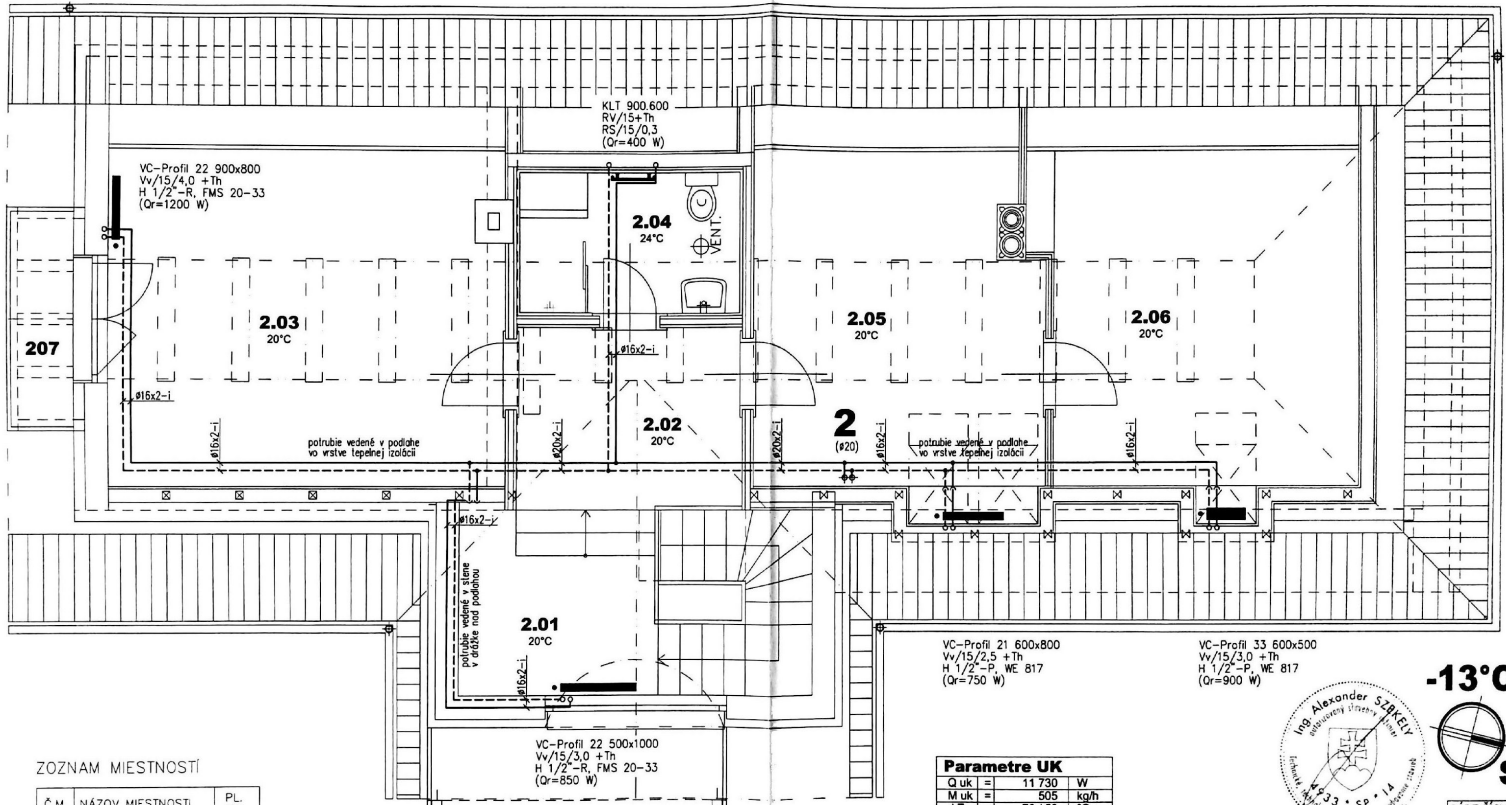 KLT 900.600
RV/15+Th
RS/15/0,3
(Qr=400 W)
VC-Profil 22 900x800
Vv/15/4,0 +Th
H 1/2"-R, FMS 20-33
(Qr=1200 W)
2.04
24°C
VENT.
2.03
20°C
2.05
20°C
2.06
20°C
207
ø16x2-i
ø16x2-i
2.02
20°C
2
(ø20)
ø16x2-i
potrubie vedené v podlahe
vo vrstve tepelnej izolácii
ø20x2-i
ø20x2-i
ø16x2-i
potrubie vedené v podlahe
vo vrstve tepelnej izolácii
ø16x2-i
ø16x2-i
potrubie vedené v stene
v drážke nad podlahou
2.01
20°C
ø16x2-i
VC-Profil 21 600x800
Vv/15/2,5 +Th
H 1/2"-P, WE 817
(Qr=750 W)
VC-Profil 33 600x500
Vv/15/3,0 +Th
H 1/2"-P, WE 817
(Qr=900 W)
-13°C
Ing. Alexander SZÉKELY
4933 * SP * 14
S
VC-Profil 22 500x1000
Vv/15/3,0 +Th
H 1/2"-R, FMS 20-33
(Qr=850 W)
ZOZNAM MIESTNOSTÍ
Č.M. NÁZOV MIESTNOSTI PL.
Parametre UK
Q uk = 11 730 W
M uk = 505 kg/h